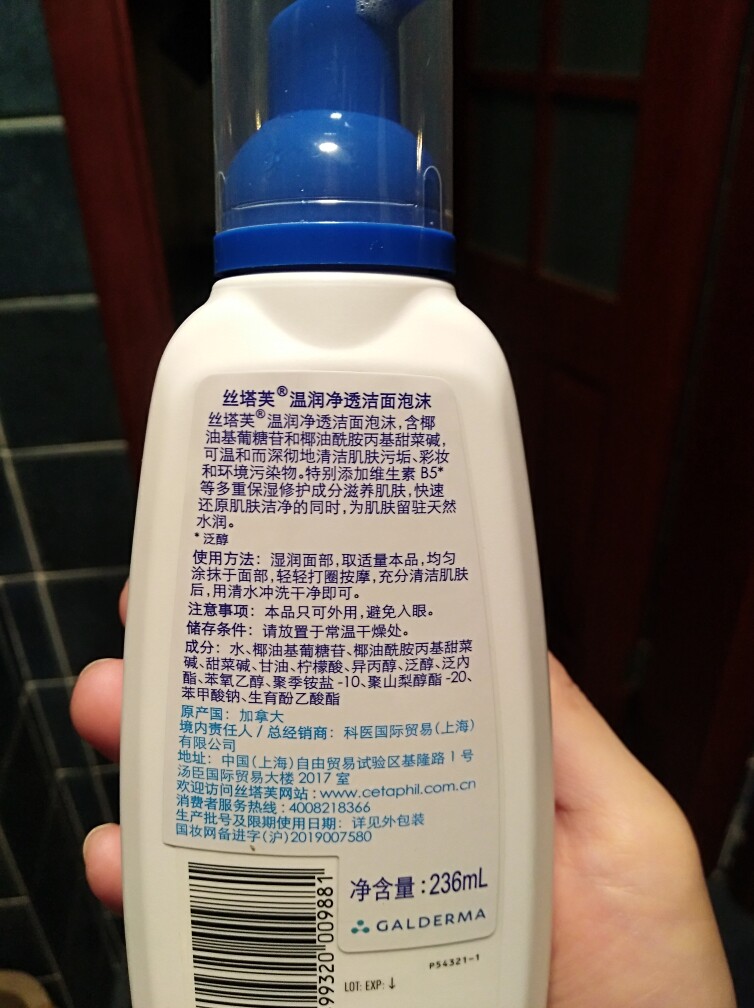 丝塔芙®温润净透洁面泡沫
丝塔芙®温润净透洁面泡沫,含椰
油基葡糖苷和椰油酰胺丙基甜菜碱,
可温和而深彻地清洁肌肤污垢、彩妆
和环境污染物。特别添加维生素 B5*
等多重保湿修护成分滋养肌肤,快速
还原肌肤洁净的同时,为肌肤留驻天然
水润。
*泛醇
使用方法：湿润面部,取适量本品,均匀
涂抹于面部,轻轻打圈按摩,充分清洁肌肤
后,用清水冲洗干净即可。
注意事项：本品只可外用,避免入眼。
储存条件：请放置于常温干燥处。
成分：水、椰油基葡糖苷、椰油酰胺丙基甜菜
碱、甜菜碱、甘油、柠檬酸、异丙醇、泛醇、泛内
酯、苯氧乙醇、聚季铵盐 -10、聚山梨醇酯 -20、
苯甲酸钠、生育酚乙酸酯
原产国：加拿大
境内责任人 / 总经销商：科医国际贸易(上海)
有限公司
地址：中国(上海)自由贸易试验区基隆路 1 号
汤臣国际贸易大楼 2017 室
欢迎访问丝塔芙网站：www.cetaphil.com.cn
消费者服务热线：4008218366
生产批号及限期使用日期：详见外包装
国妆网备进字(沪)2019007580
净含量：236mL
GALDERMA
99320 009881
P54321-1
LOT: EXP: ↓